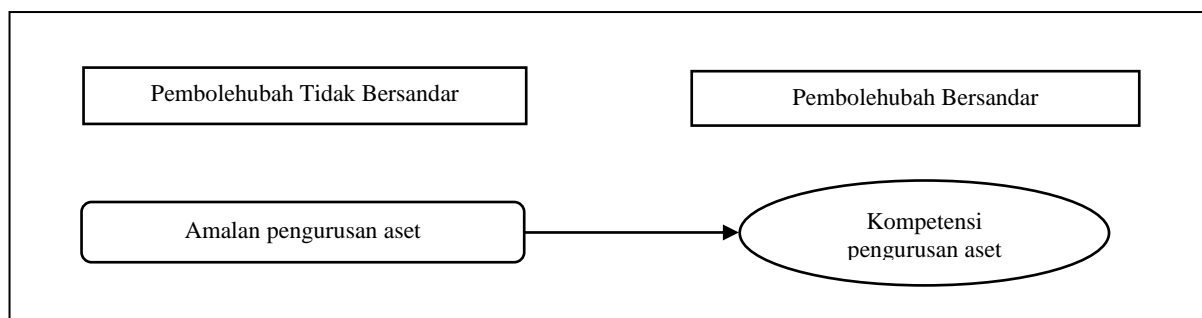 Pembolehubah Tidak Bersandar
Pembolehubah Bersandar
Amalan pengurusan aset
Kompetensi
pengurusan aset